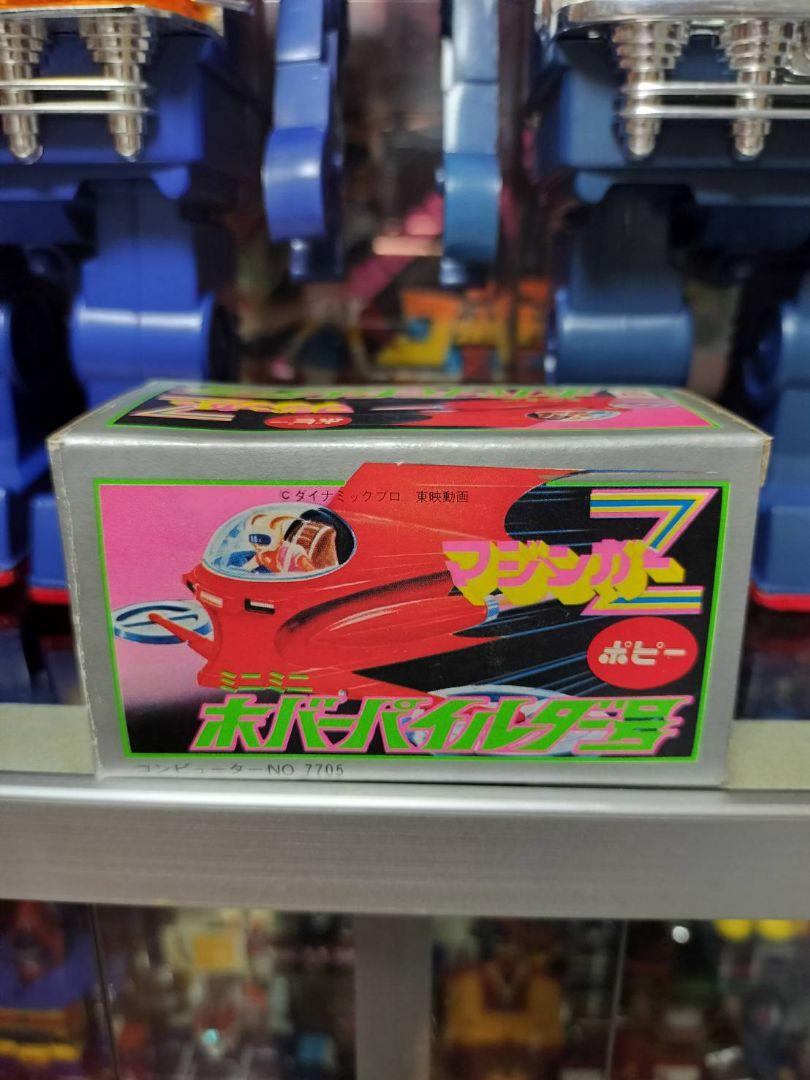 ©ダイナミックプロ 東映動画
マジンガーZ
ポピー
ミニミニ
ホバーパイルダー号
コンピューターNO.7705